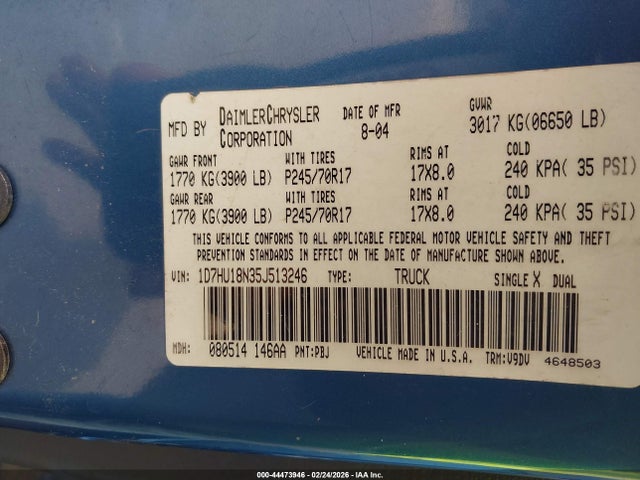 MFD BY DAIMLERCHRYSLER CORPORATION DATE OF MFR 8-04 GVWR 3017 KG(06650 LB)
GAWR FRONT WITH TIRES RIMS AT COLD
1770 KG(3900 LB) P245/70R17 17X8.0 240 KPA( 35 PSI)
GAWR REAR WITH TIRES RIMS AT COLD
1770 KG(3900 LB) P245/70R17 17X8.0 240 KPA( 35 PSI)
THIS VEHICLE CONFORMS TO ALL APPLICABLE FEDERAL MOTOR VEHICLE SAFETY AND THEFT
PREVENTION STANDARDS IN EFFECT ON THE DATE OF MANUFACTURE SHOWN ABOVE.
VIN: 1D7HU18N35J513246 TYPE: TRUCK SINGLE X DUAL
MDH: 080514 146AA PNT:PBJ VEHICLE MADE IN U.S.A. TRM:V9DV 4648503
000-44473946 - 02/24/2026 - IAA Inc.